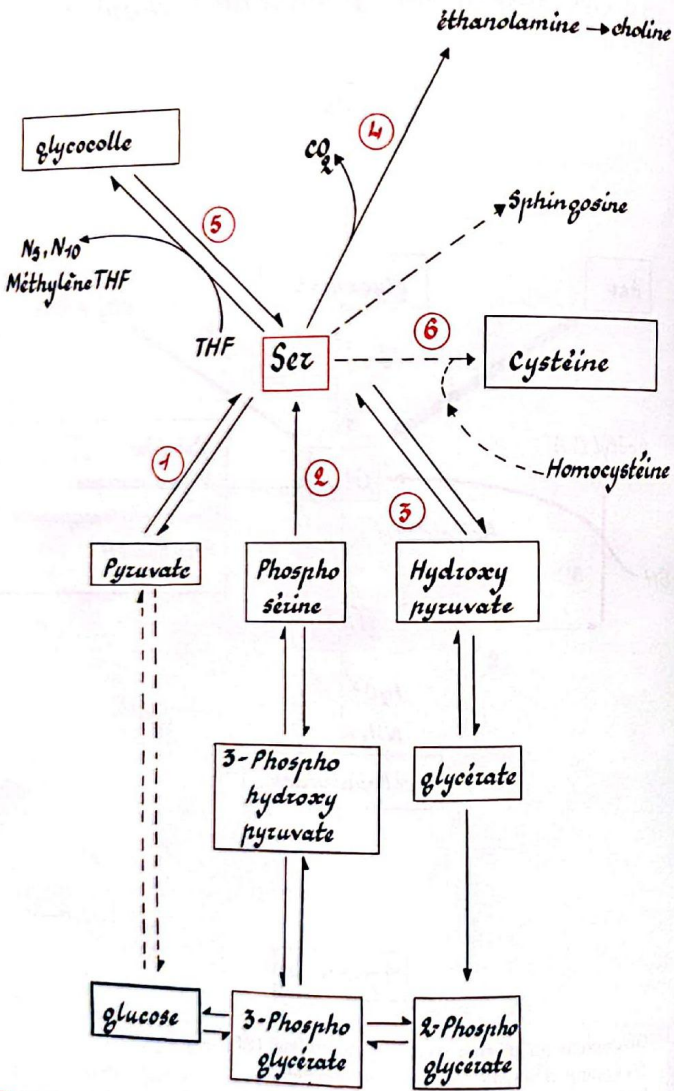 éthanolamine → choline
glycocolle
CO2
4
Sphingosine
5
N5, N10
Méthylène THF
THF
Ser
6
Cystéine
Homocystéine
1
2
3
Pyruvate
Phospho
sérine
Hydroxy
pyruvate
3-Phospho
hydroxy
pyruvate
glycérate
glucose
3-Phospho
glycérate
2-Phospho
glycérate